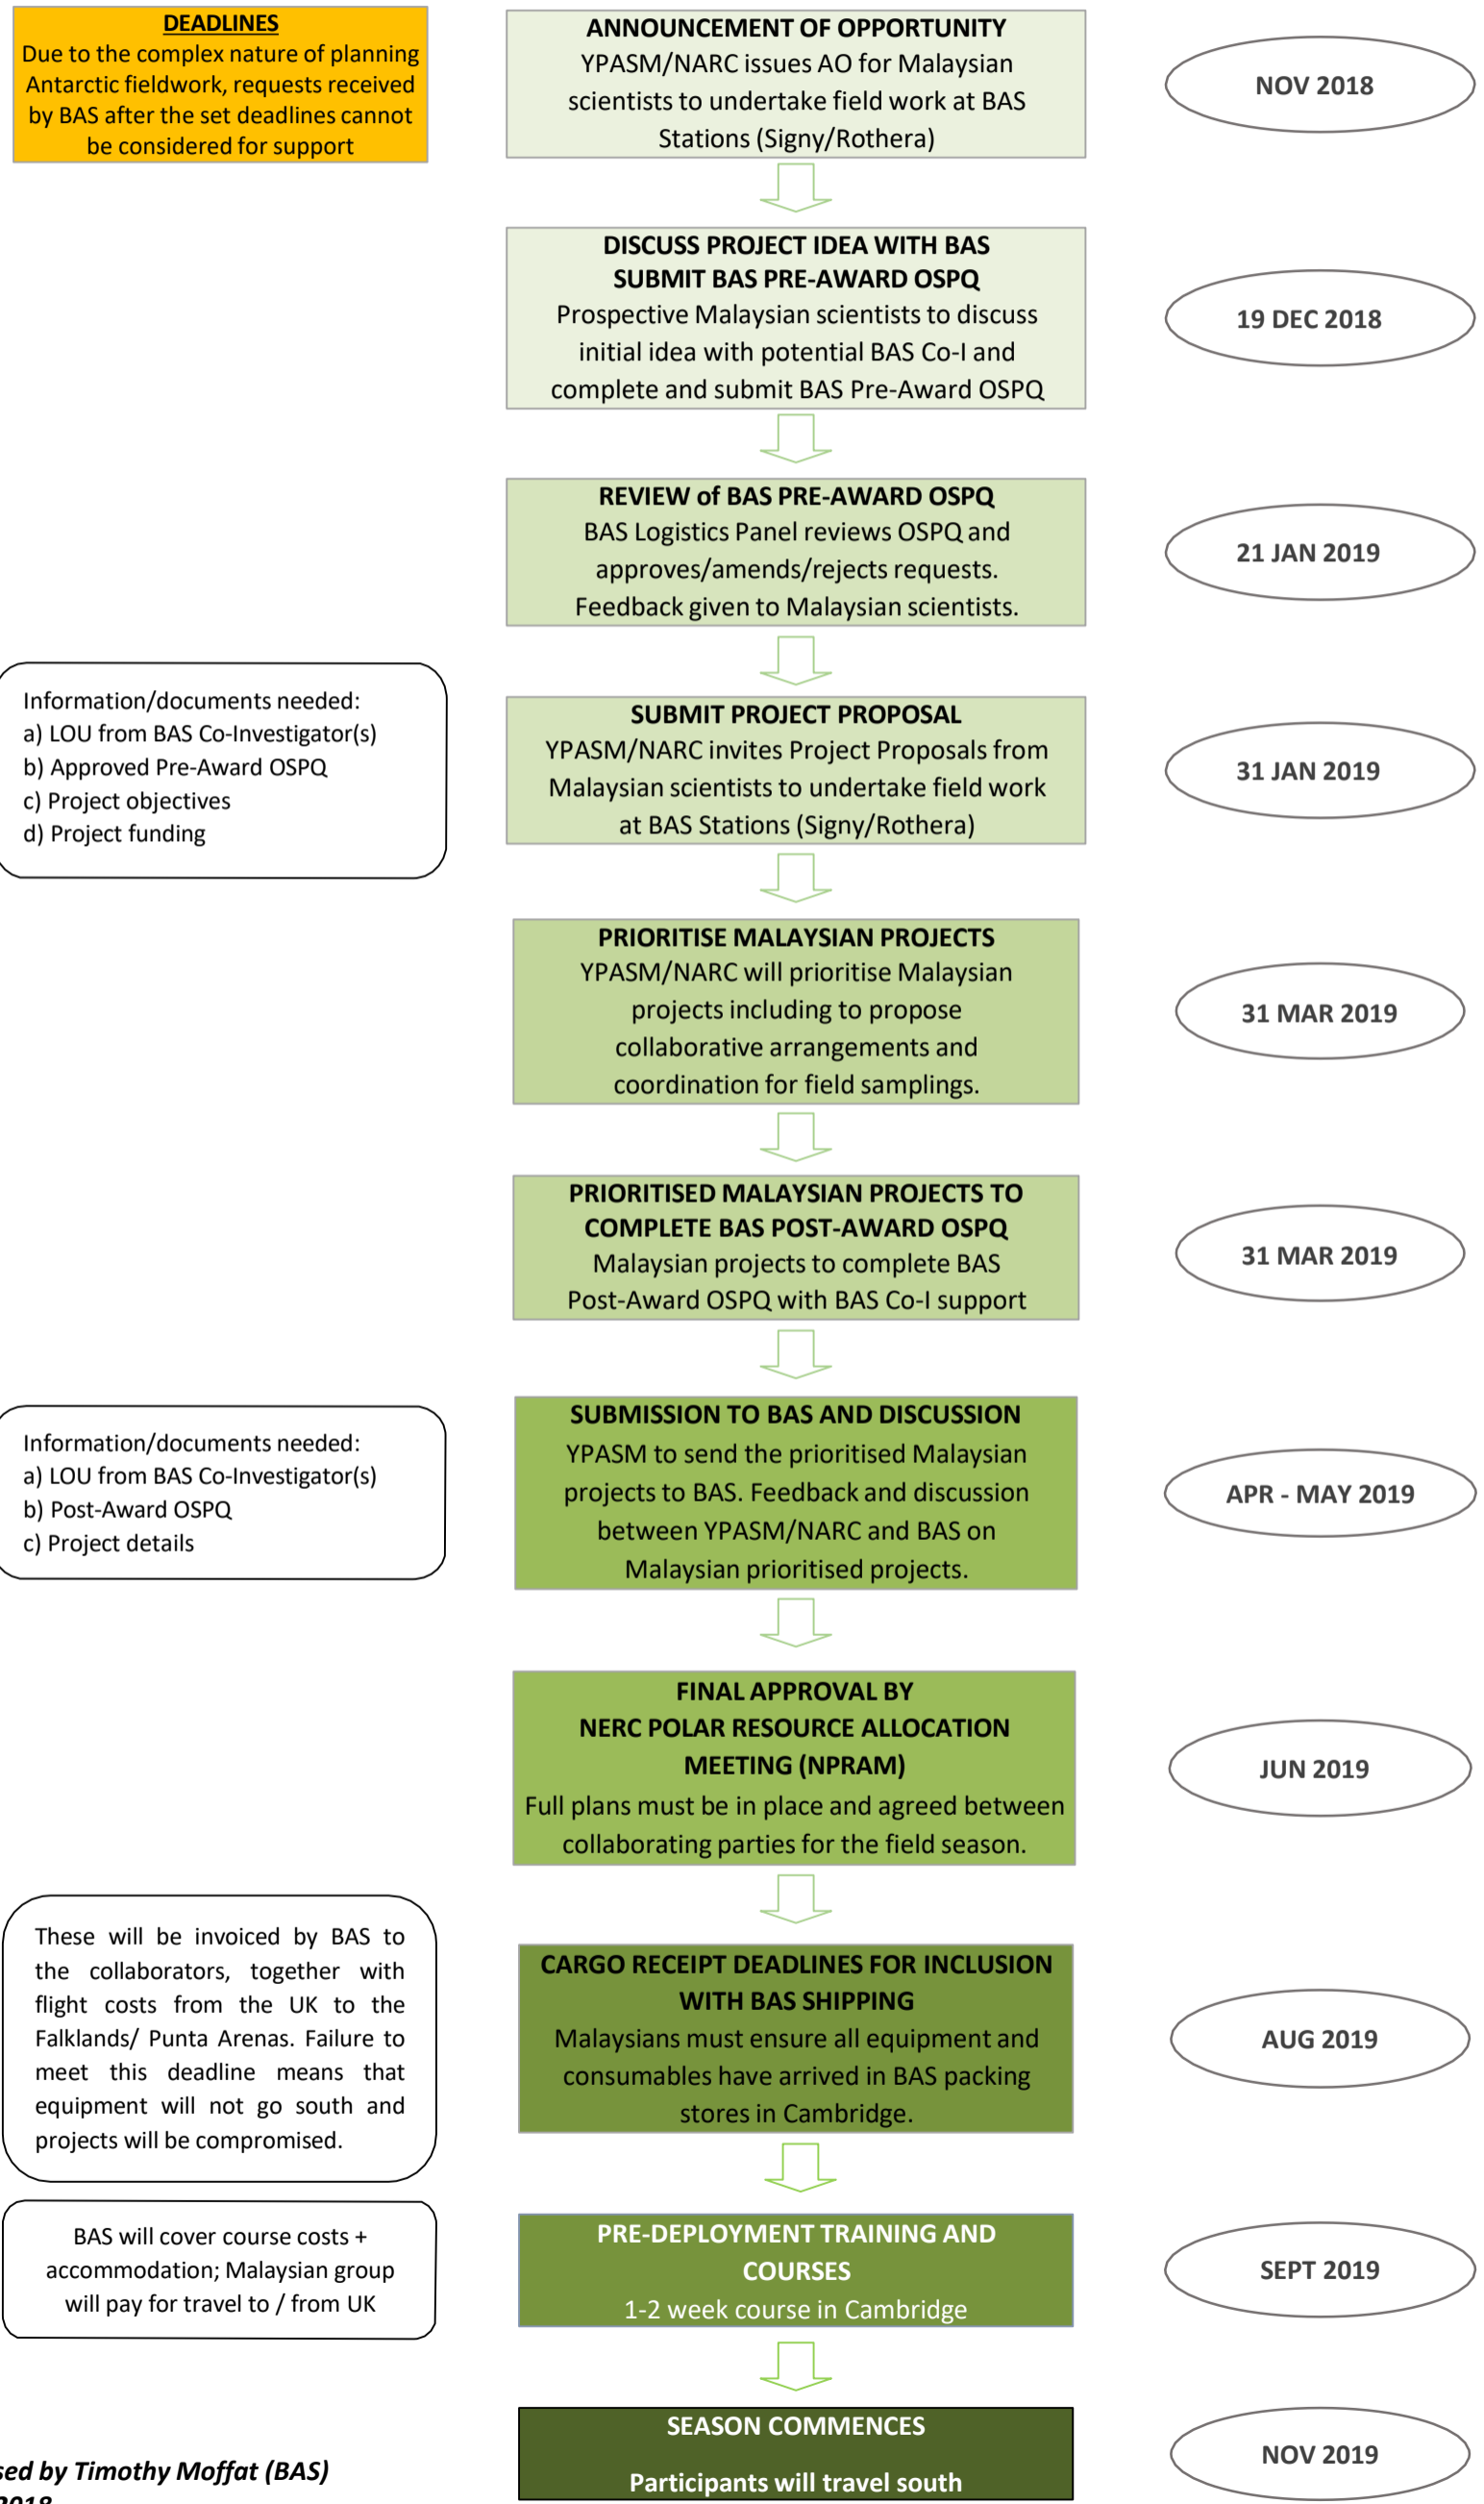 DEADLINES
Due to the complex nature of planning
Antarctic fieldwork, requests received
by BAS after the set deadlines cannot
be considered for support
ANNOUNCEMENT OF OPPORTUNITY
YPASM/NARC issues AO for Malaysian
scientists to undertake field work at BAS
Stations (Signy/Rothera)
NOV 2018
DISCUSS PROJECT IDEA WITH BAS
SUBMIT BAS PRE-AWARD OSPQ
Prospective Malaysian scientists to discuss
initial idea with potential BAS Co-I and
complete and submit BAS Pre-Award OSPQ
19 DEC 2018
REVIEW of BAS PRE-AWARD OSPQ
BAS Logistics Panel reviews OSPQ and
approves/amends/rejects requests.
Feedback given to Malaysian scientists.
21 JAN 2019
Information/documents needed:
a) LOU from BAS Co-Investigator(s)
b) Approved Pre-Award OSPQ
c) Project objectives
d) Project funding
SUBMIT PROJECT PROPOSAL
YPASM/NARC invites Project Proposals from
Malaysian scientists to undertake field work
at BAS Stations (Signy/Rothera)
31 JAN 2019
PRIORITISE MALAYSIAN PROJECTS
YPASM/NARC will prioritise Malaysian
projects including to propose
collaborative arrangements and
coordination for field samplings.
31 MAR 2019
PRIORITISED MALAYSIAN PROJECTS TO
COMPLETE BAS POST-AWARD OSPQ
Malaysian projects to complete BAS
Post-Award OSPQ with BAS Co-I support
31 MAR 2019
Information/documents needed:
a) LOU from BAS Co-Investigator(s)
b) Post-Award OSPQ
c) Project details
SUBMISSION TO BAS AND DISCUSSION
YPASM to send the prioritised Malaysian
projects to BAS. Feedback and discussion
between YPASM/NARC and BAS on
Malaysian prioritised projects.
APR - MAY 2019
FINAL APPROVAL BY
NERC POLAR RESOURCE ALLOCATION
MEETING (NPRAM)
Full plans must be in place and agreed between
collaborating parties for the field season.
JUN 2019
These will be invoiced by BAS to
the collaborators, together with
flight costs from the UK to the
Falklands/ Punta Arenas. Failure to
meet this deadline means that
equipment will not go south and
projects will be compromised.
CARGO RECEIPT DEADLINES FOR INCLUSION
WITH BAS SHIPPING
Malaysians must ensure all equipment and
consumables have arrived in BAS packing
stores in Cambridge.
AUG 2019
BAS will cover course costs +
accommodation; Malaysian group
will pay for travel to / from UK
PRE-DEPLOYMENT TRAINING AND
COURSES
1-2 week course in Cambridge
SEPT 2019
SEASON COMMENCES
Participants will travel south
NOV 2019
by Timothy Moffat (BAS)
2018